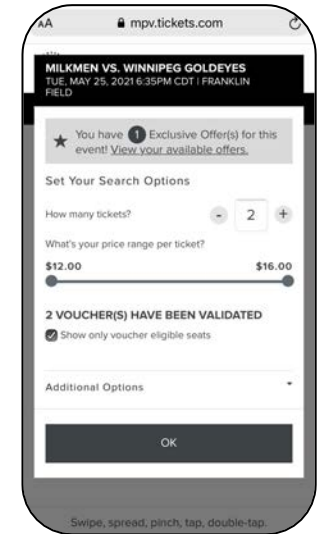 AA mpv.tickets.com
MILKMEN VS. WINNIPEG GOLDEYES
TUE, MAY 25, 2021 6:35PM CDT | FRANKLIN
FIELD
You have 1 Exclusive Offer(s) for this
event! View your available offers.
Set Your Search Options
How many tickets? - 2 +
What's your price range per ticket?
$12.00 $16.00
2 VOUCHER(S) HAVE BEEN VALIDATED
Show only voucher eligible seats
Additional Options
OK
Swipe, spread, pinch, tap, double-tap.